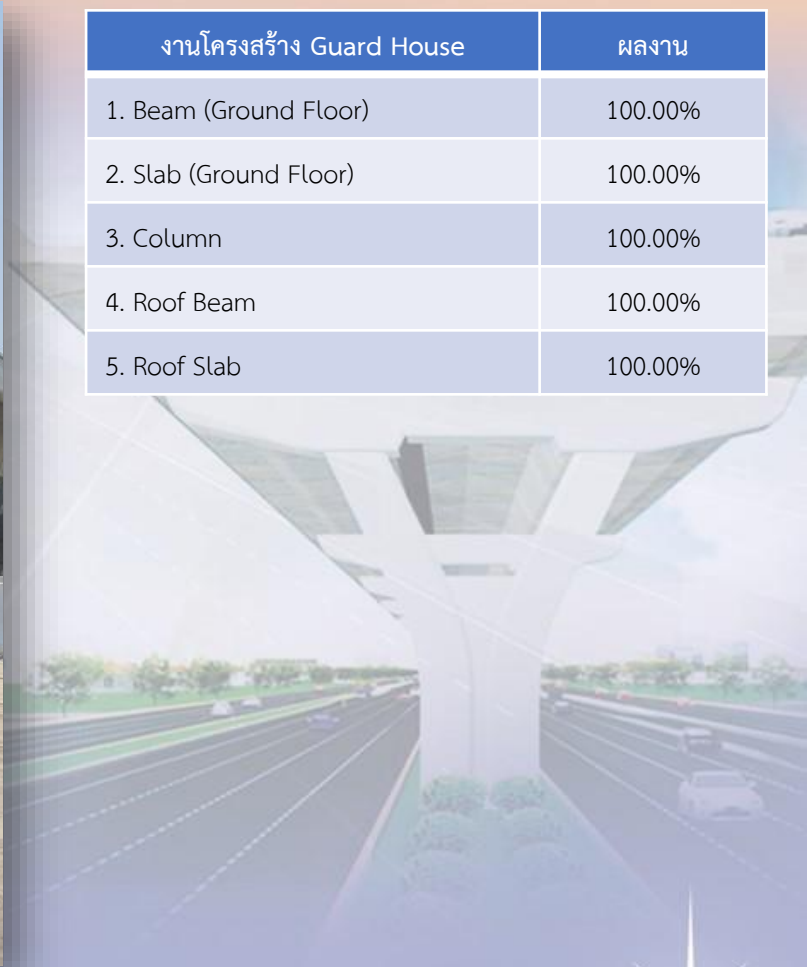 งานโครงสร้าง Guard House ผลงาน
1. Beam (Ground Floor) 100.00%
2. Slab (Ground Floor) 100.00%
3. Column 100.00%
4. Roof Beam 100.00%
5. Roof Slab 100.00%